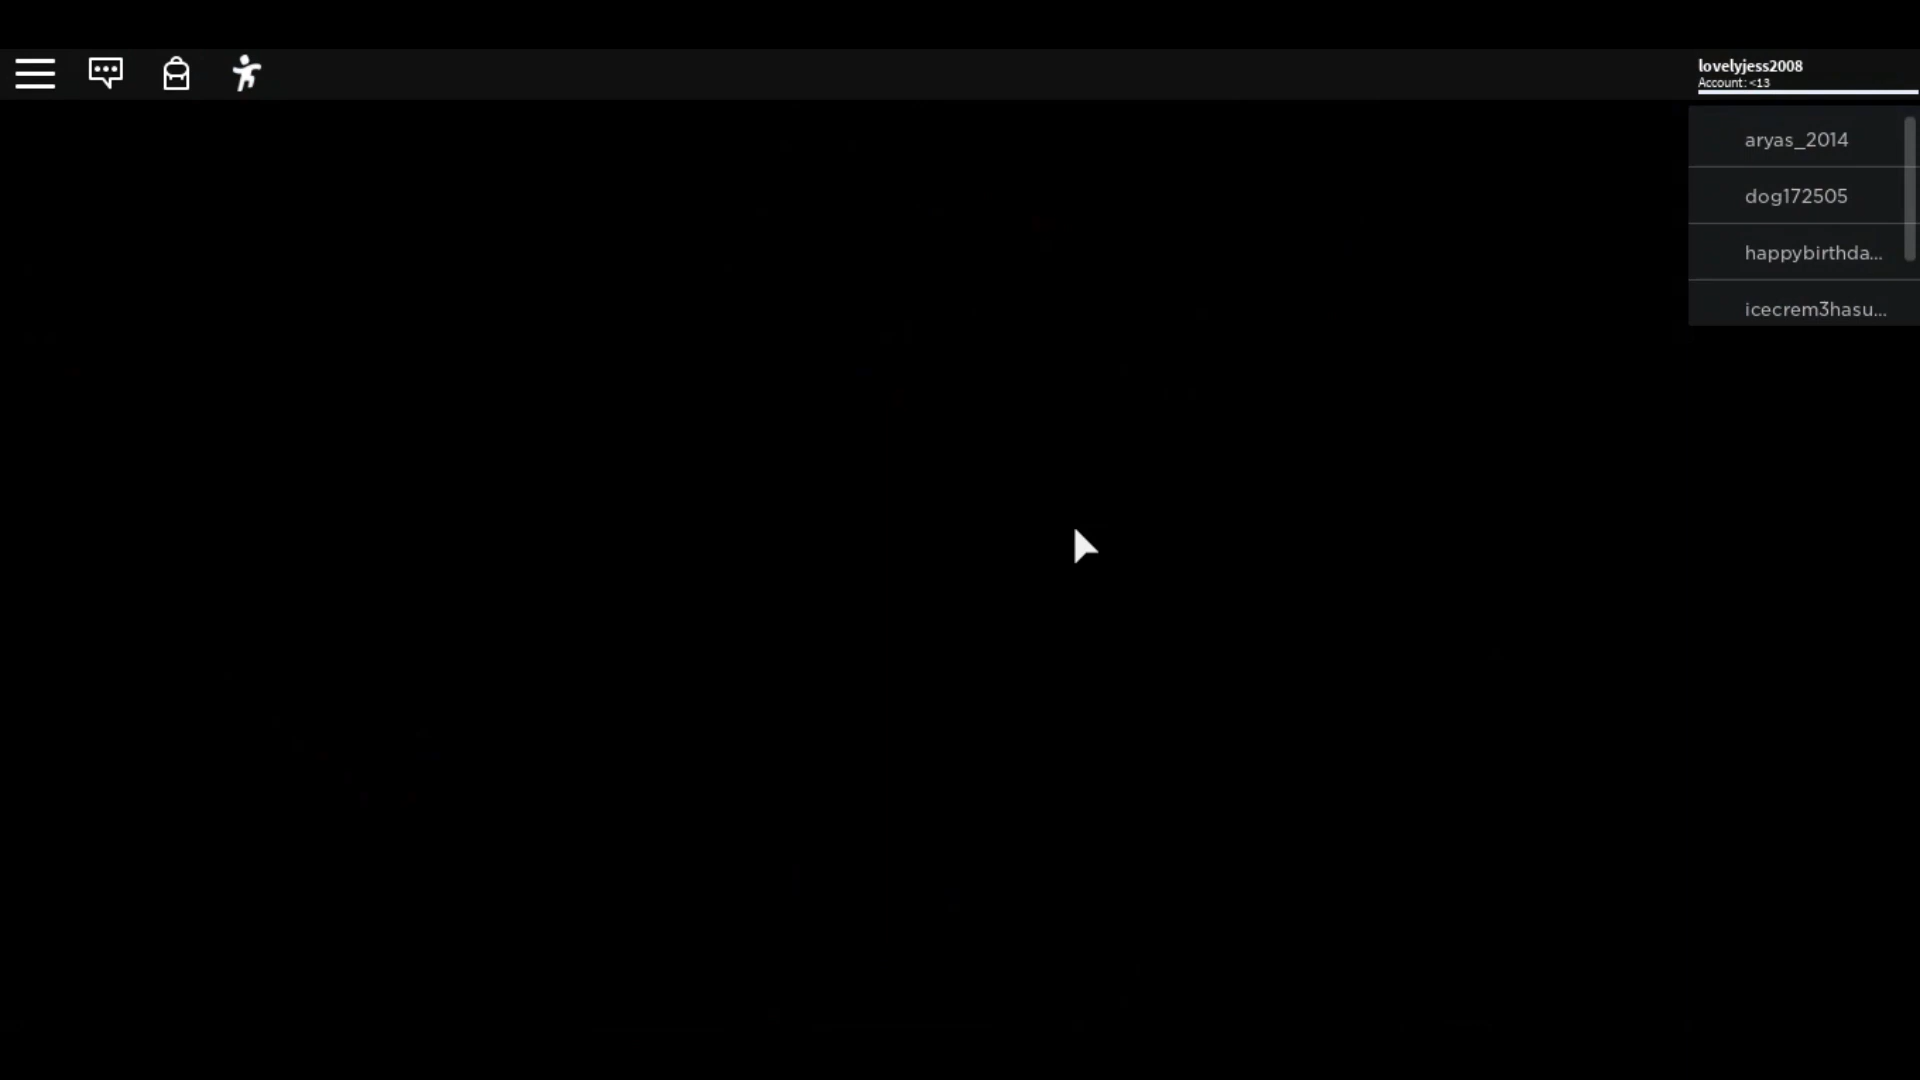 lovelyjess2008
Account: <13
aryas_2014
dog172505
happybirthda...
icecrem3hasu...